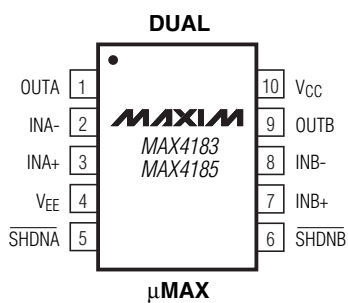 DUAL
OUTA 1
10 VCC
INA- 2
MAXIM
9 OUTB
MAX4183
INA+ 3
8 INB-
MAX4185
VEE 4
7 INB+
SHDNA 5
6 SHDNB
µMAX